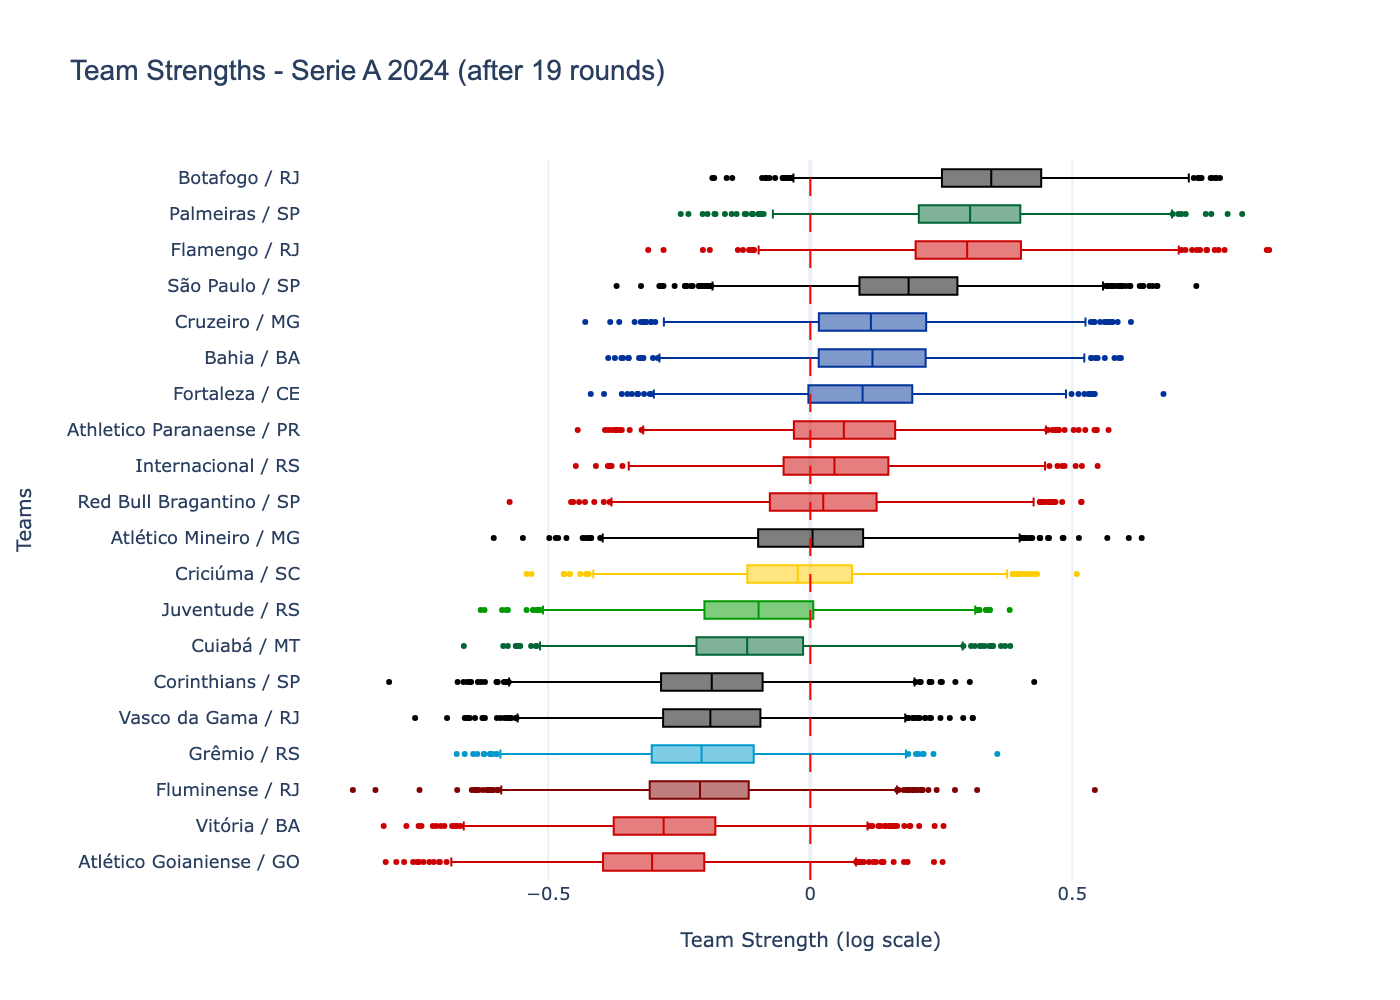 Team Strengths - Serie A 2024 (after 19 rounds)
Botafogo / RJ
Palmeiras / SP
Flamengo / RJ
São Paulo / SP
Cruzeiro / MG
Bahia / BA
Fortaleza / CE
Athletico Paranaense / PR
Internacional / RS
Red Bull Bragantino / SP
Atlético Mineiro / MG
Criciúma / SC
Juventude / RS
Cuiabá / MT
Corinthians / SP
Vasco da Gama / RJ
Grêmio / RS
Fluminense / RJ
Vitória / BA
Atlético Goianiense / GO
Teams
−0.5 0 0.5
Team Strength (log scale)